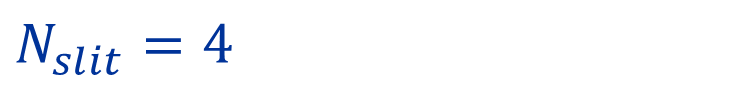 N_slit = 4